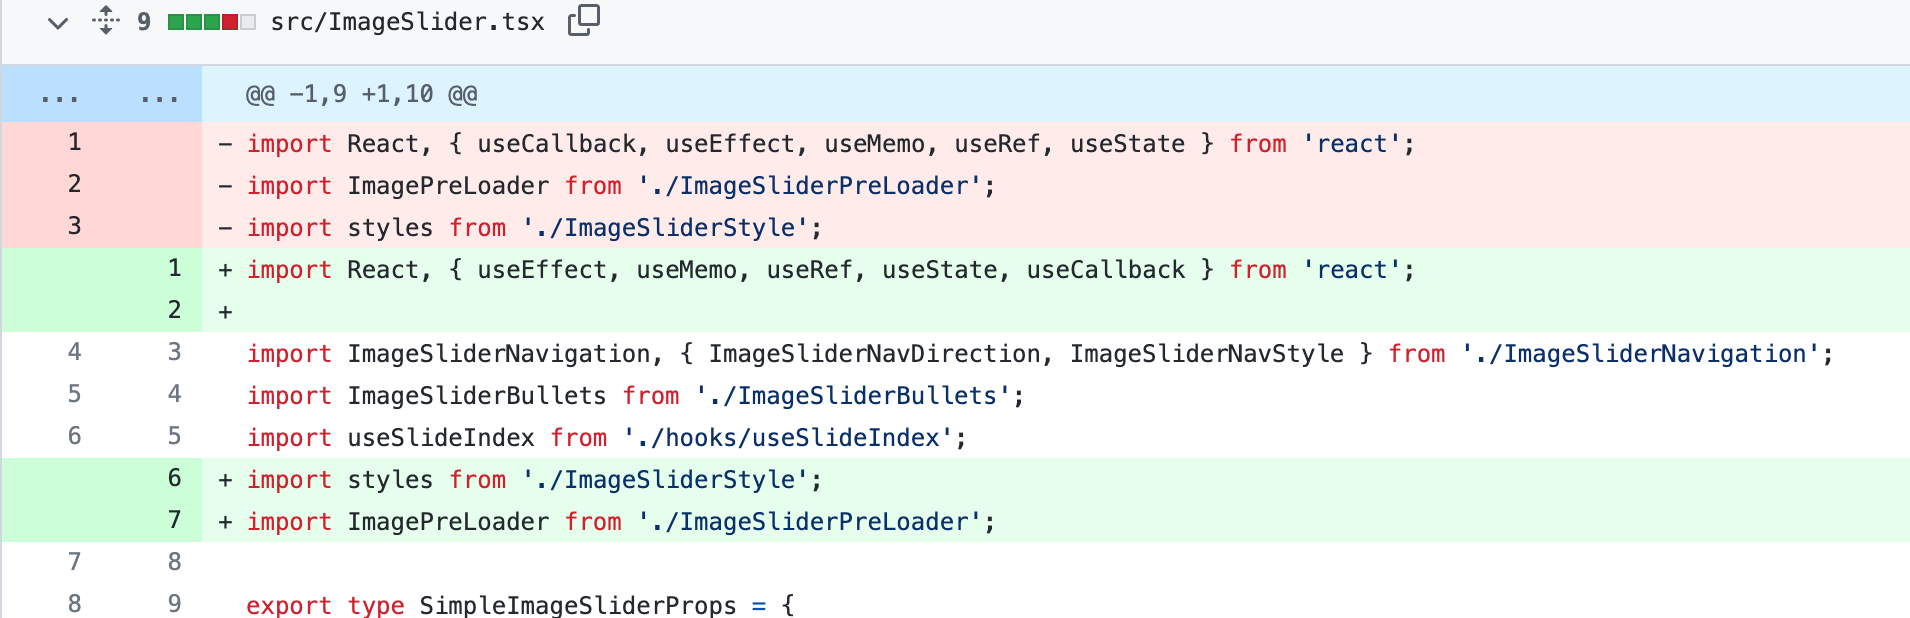 9 src/ImageSlider.tsx
... ... @@ -1,9 +1,10 @@
1 - import React, { useCallback, useEffect, useMemo, useRef, useState } from 'react';
2 - import ImagePreLoader from './ImageSliderPreLoader';
3 - import styles from './ImageSliderStyle';
1 + import React, { useEffect, useMemo, useRef, useState, useCallback } from 'react';
2 +
4 3 import ImageSliderNavigation, { ImageSliderNavDirection, ImageSliderNavStyle } from './ImageSliderNavigation';
5 4 import ImageSliderBullets from './ImageSliderBullets';
6 5 import useSlideIndex from './hooks/useSlideIndex';
6 + import styles from './ImageSliderStyle';
7 + import ImagePreLoader from './ImageSliderPreLoader';
7 8
8 9 export type SimpleImageSliderProps = {